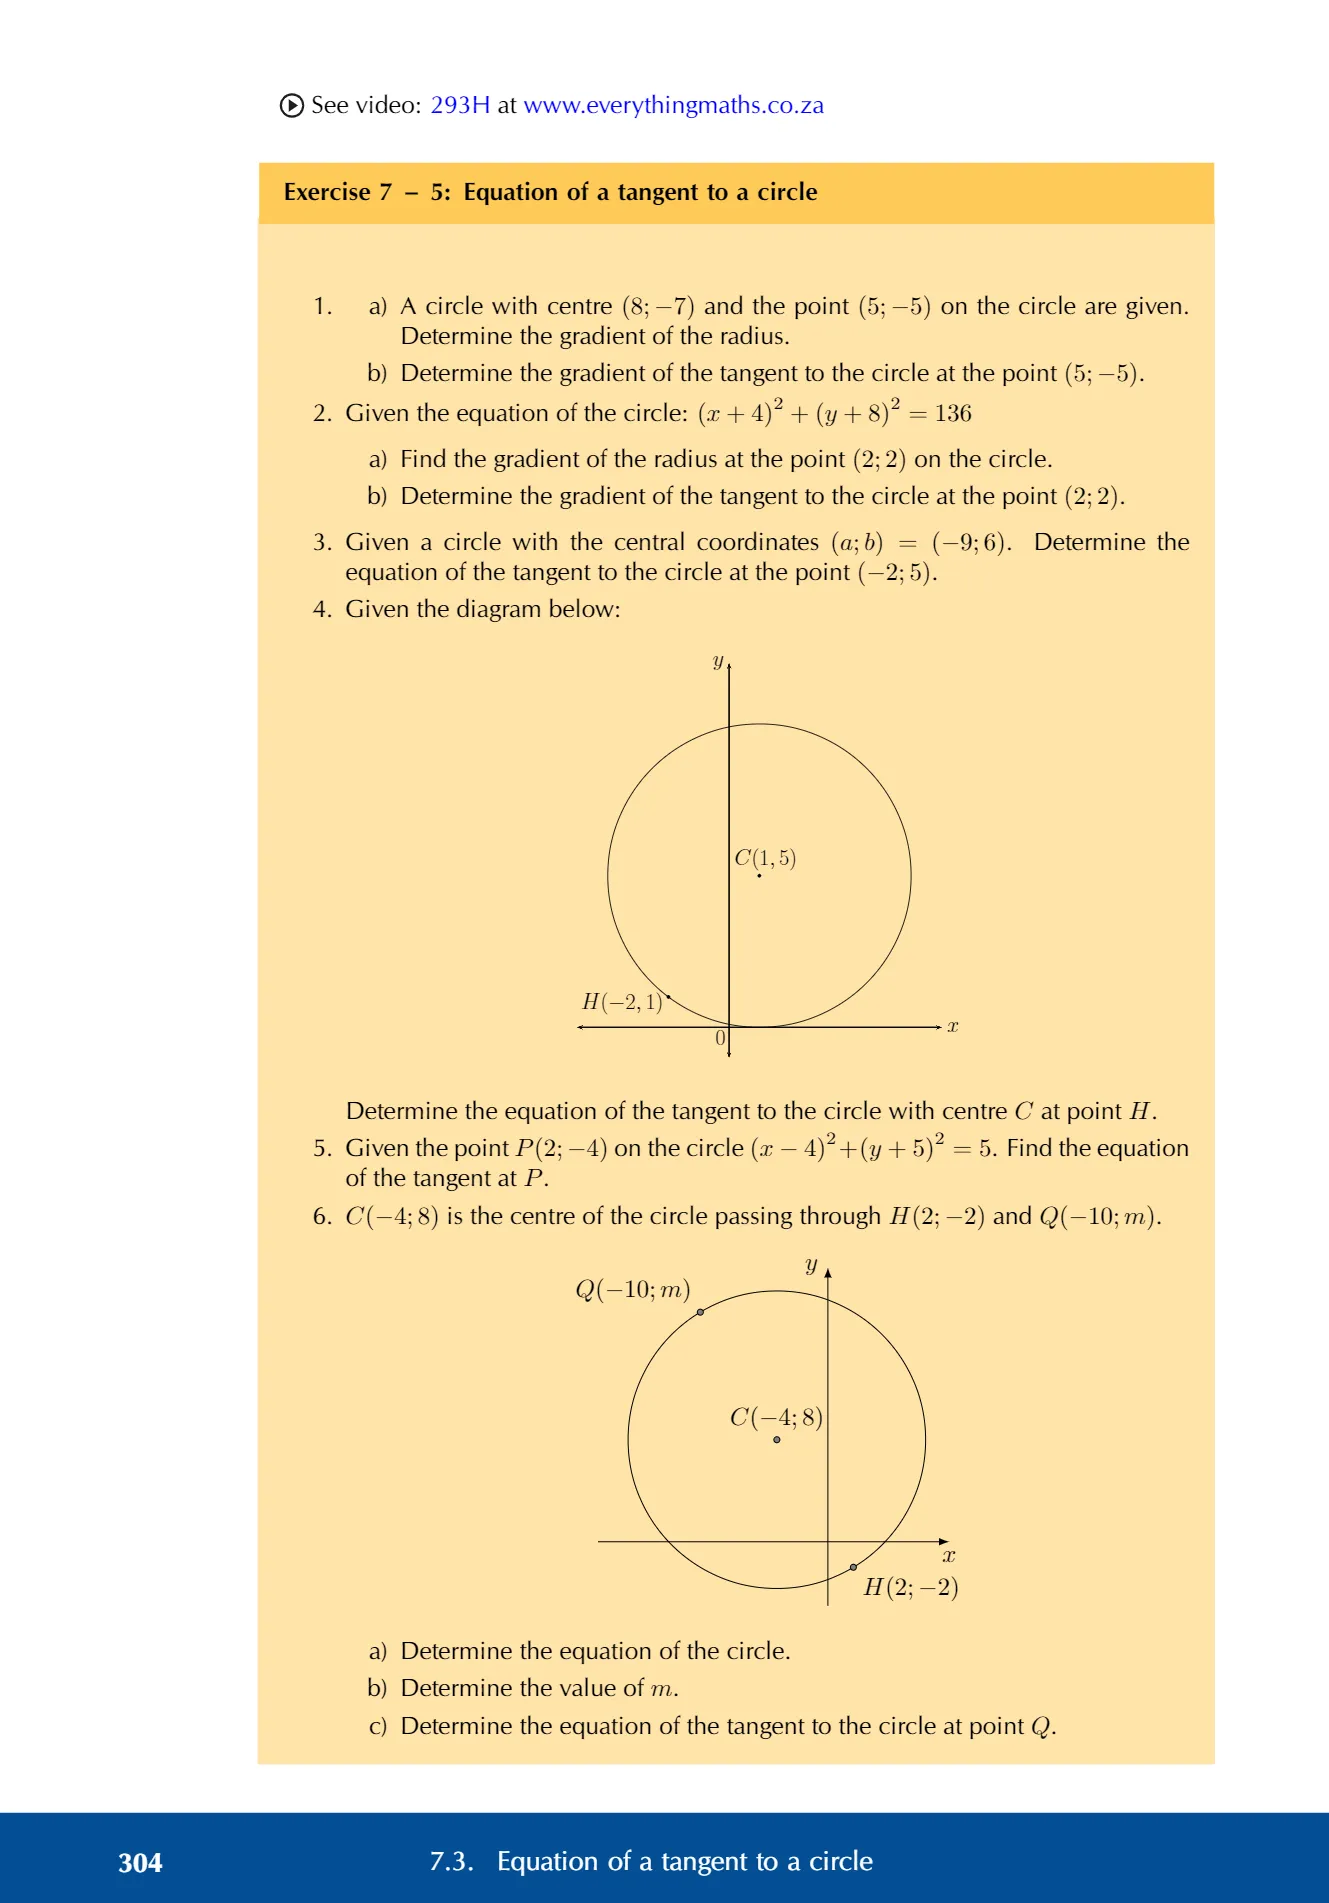 See video: 293H at www.everythingmaths.co.za
Exercise 7 – 5: Equation of a tangent to a circle
1. a) A circle with centre (8; −7) and the point (5; −5) on the circle are given.
Determine the gradient of the radius.
b) Determine the gradient of the tangent to the circle at the point (5; −5).
2. Given the equation of the circle: (x + 4)² + (y + 8)² = 136
a) Find the gradient of the radius at the point (2; 2) on the circle.
b) Determine the gradient of the tangent to the circle at the point (2; 2).
3. Given a circle with the central coordinates (a; b) = (−9; 6). Determine the
equation of the tangent to the circle at the point (−2; 5).
4. Given the diagram below:
y
C(1, 5)
H(−2, 1)
x
0
Determine the equation of the tangent to the circle with centre C at point H.
5. Given the point P(2; −4) on the circle (x − 4)² + (y + 5)² = 5. Find the equation
of the tangent at P.
6. C(−4; 8) is the centre of the circle passing through H(2; −2) and Q(−10; m).
y
Q(−10; m)
C(−4; 8)
x
H(2; −2)
a) Determine the equation of the circle.
b) Determine the value of m.
c) Determine the equation of the tangent to the circle at point Q.
304 7.3. Equation of a tangent to a circle